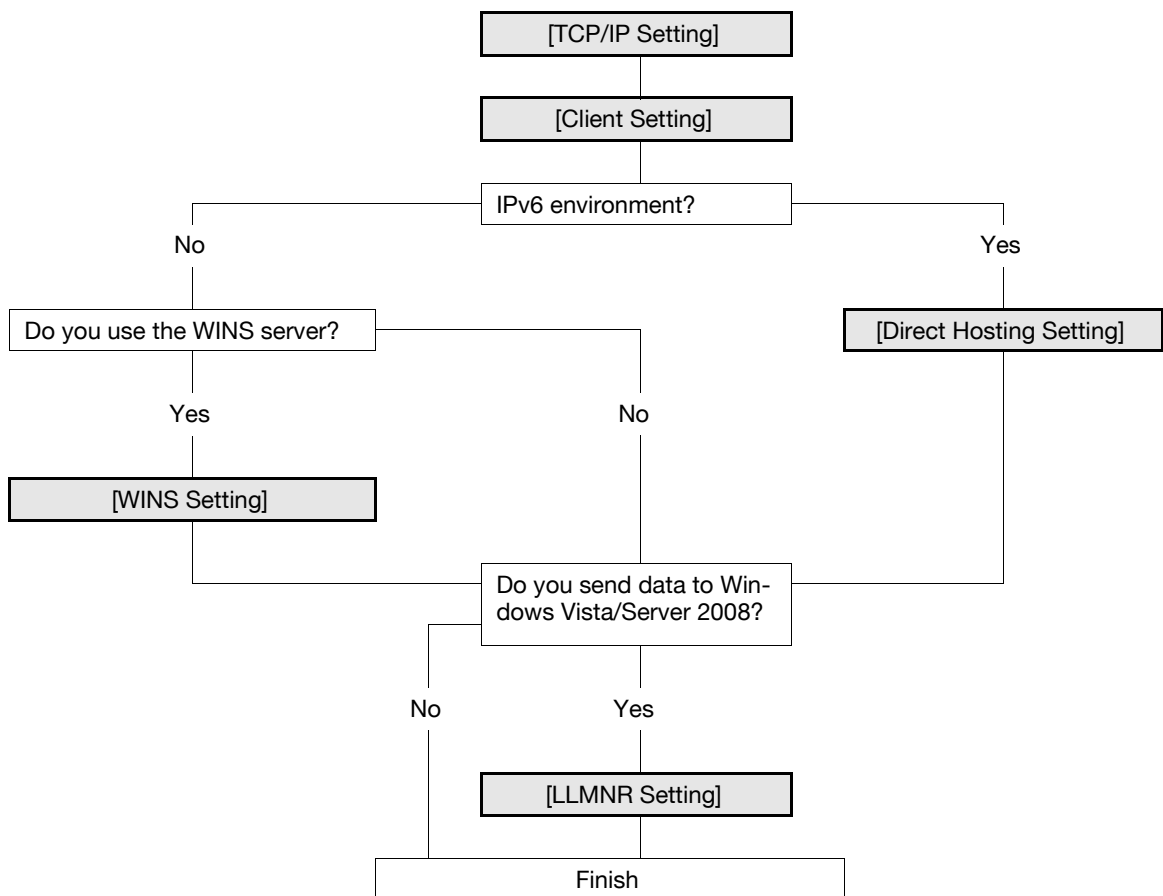 [TCP/IP Setting]
[Client Setting]
IPv6 environment?
No
Yes
Do you use the WINS server?
[Direct Hosting Setting]
Yes
No
[WINS Setting]
Do you send data to Win-
dows Vista/Server 2008?
No
Yes
[LLMNR Setting]
Finish